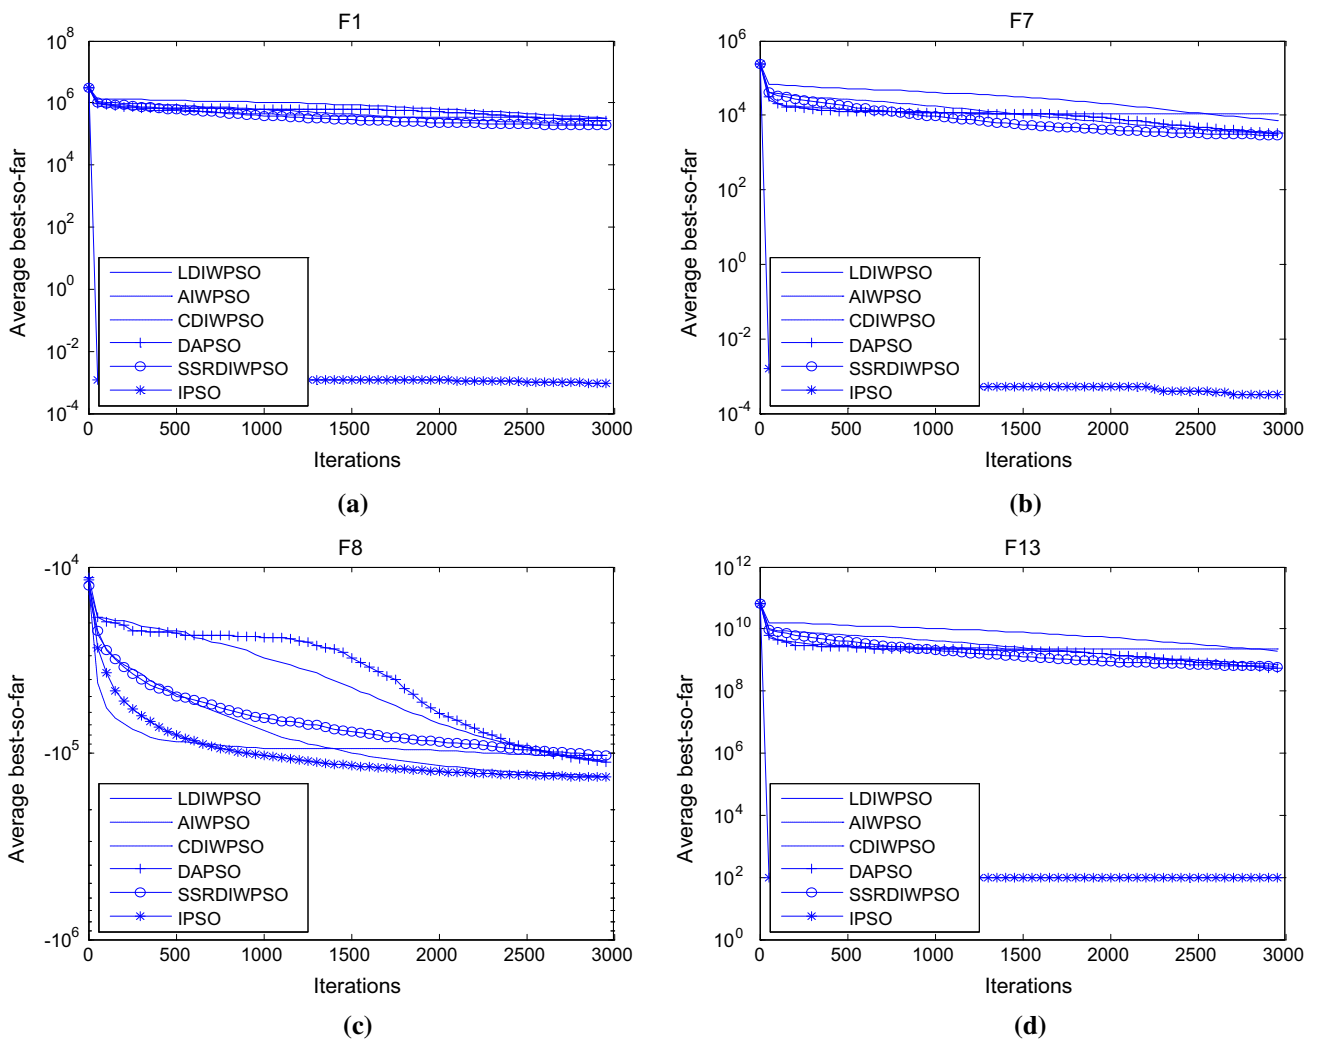 F1
10^8
10^6
10^4
10^2
10^0
10^-2
10^-4
Average best-so-far
LDIWPSO
AIWPSO
CDIWPSO
DAPSO
SSRDIWPSO
IPSO
0 500 1000 1500 2000 2500 3000
Iterations
(a)
F7
10^6
10^4
10^2
10^0
10^-2
10^-4
Average best-so-far
LDIWPSO
AIWPSO
CDIWPSO
DAPSO
SSRDIWPSO
IPSO
0 500 1000 1500 2000 2500 3000
Iterations
(b)
F8
-10^4
-10^5
-10^6
Average best-so-far
LDIWPSO
AIWPSO
CDIWPSO
DAPSO
SSRDIWPSO
IPSO
0 500 1000 1500 2000 2500 3000
Iterations
(c)
F13
10^12
10^10
10^8
10^6
10^4
10^2
10^0
Average best-so-far
LDIWPSO
AIWPSO
CDIWPSO
DAPSO
SSRDIWPSO
IPSO
0 500 1000 1500 2000 2500 3000
Iterations
(d)